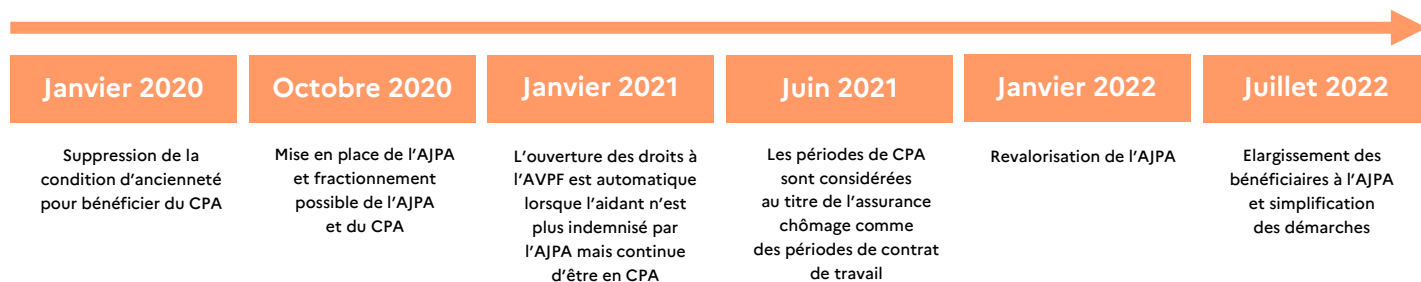 Janvier 2020
Suppression de la
condition d'ancienneté
pour bénéficier du CPA
Octobre 2020
Mise en place de l'AJPA
et fractionnement
possible de l'AJPA
et du CPA
Janvier 2021
L'ouverture des droits à
l'AVPF est automatique
lorsque l'aidant n'est
plus indemnisé par
l'AJPA mais continue
d'être en CPA
Juin 2021
Les périodes de CPA
sont considérées
au titre de l'assurance
chômage comme
des périodes de contrat
de travail
Janvier 2022
Revalorisation de l'AJPA
Juillet 2022
Elargissement des
bénéficiaires à l'AJPA
et simplification
des démarches